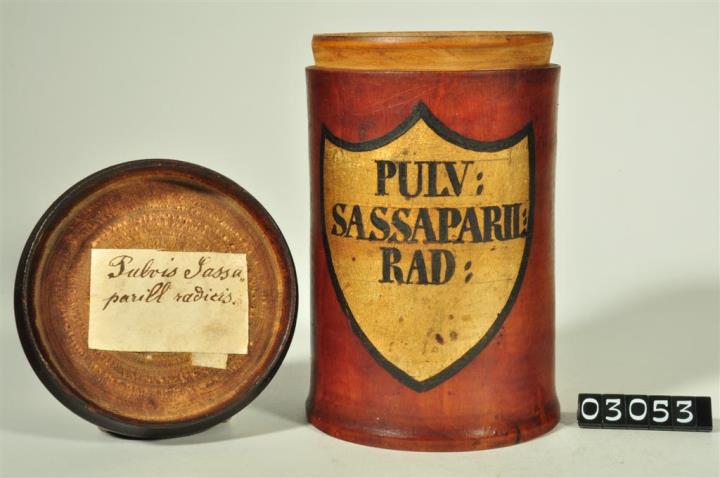 PULV:
SASSAPARIL:
RAD:
Pulvis Sassa„
parill radicis.
03053